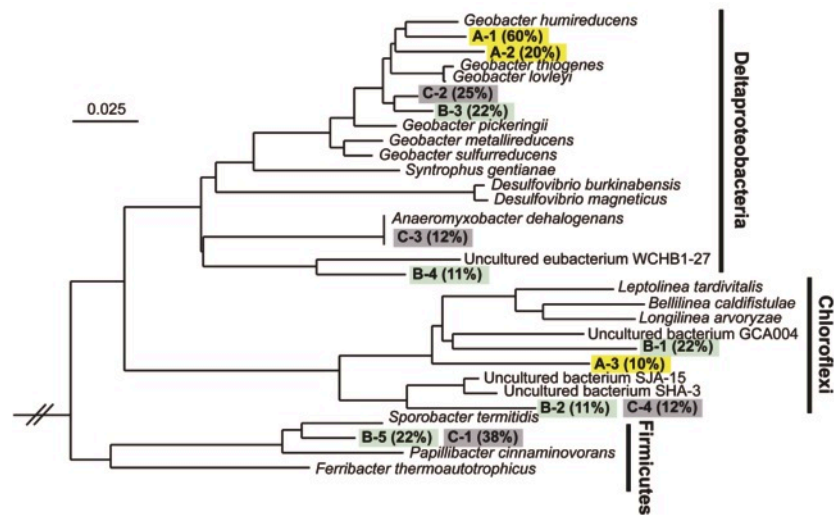 Geobacter humireducens
A-1 (60%)
A-2 (20%)
Geobacter thiogenes
Geobacter lovleyi
C-2 (25%)
B-3 (22%)
Geobacter pickeringii
Geobacter metallireducens
Geobacter sulfurreducens
Syntrophus gentianae
Desulfovibrio burkinabensis
Desulfovibrio magneticus
Anaeromyxobacter dehalogenans
C-3 (12%)
Uncultured eubacterium WCHB1-27
B-4 (11%)
Deltaproteobacteria
0.025
Leptolinea tardivitalis
Bellilinea caldifistulae
Longilinea arvoryzae
Uncultured bacterium GCA004
B-1 (22%)
A-3 (10%)
Uncultured bacterium SJA-15
Uncultured bacterium SHA-3
B-2 (11%) C-4 (12%)
Chloroflexi
Sporobacter termitidis
B-5 (22%) C-1 (38%)
Papillibacter cinnaminovorans
Ferribacter thermoautotrophicus
Firmicutes